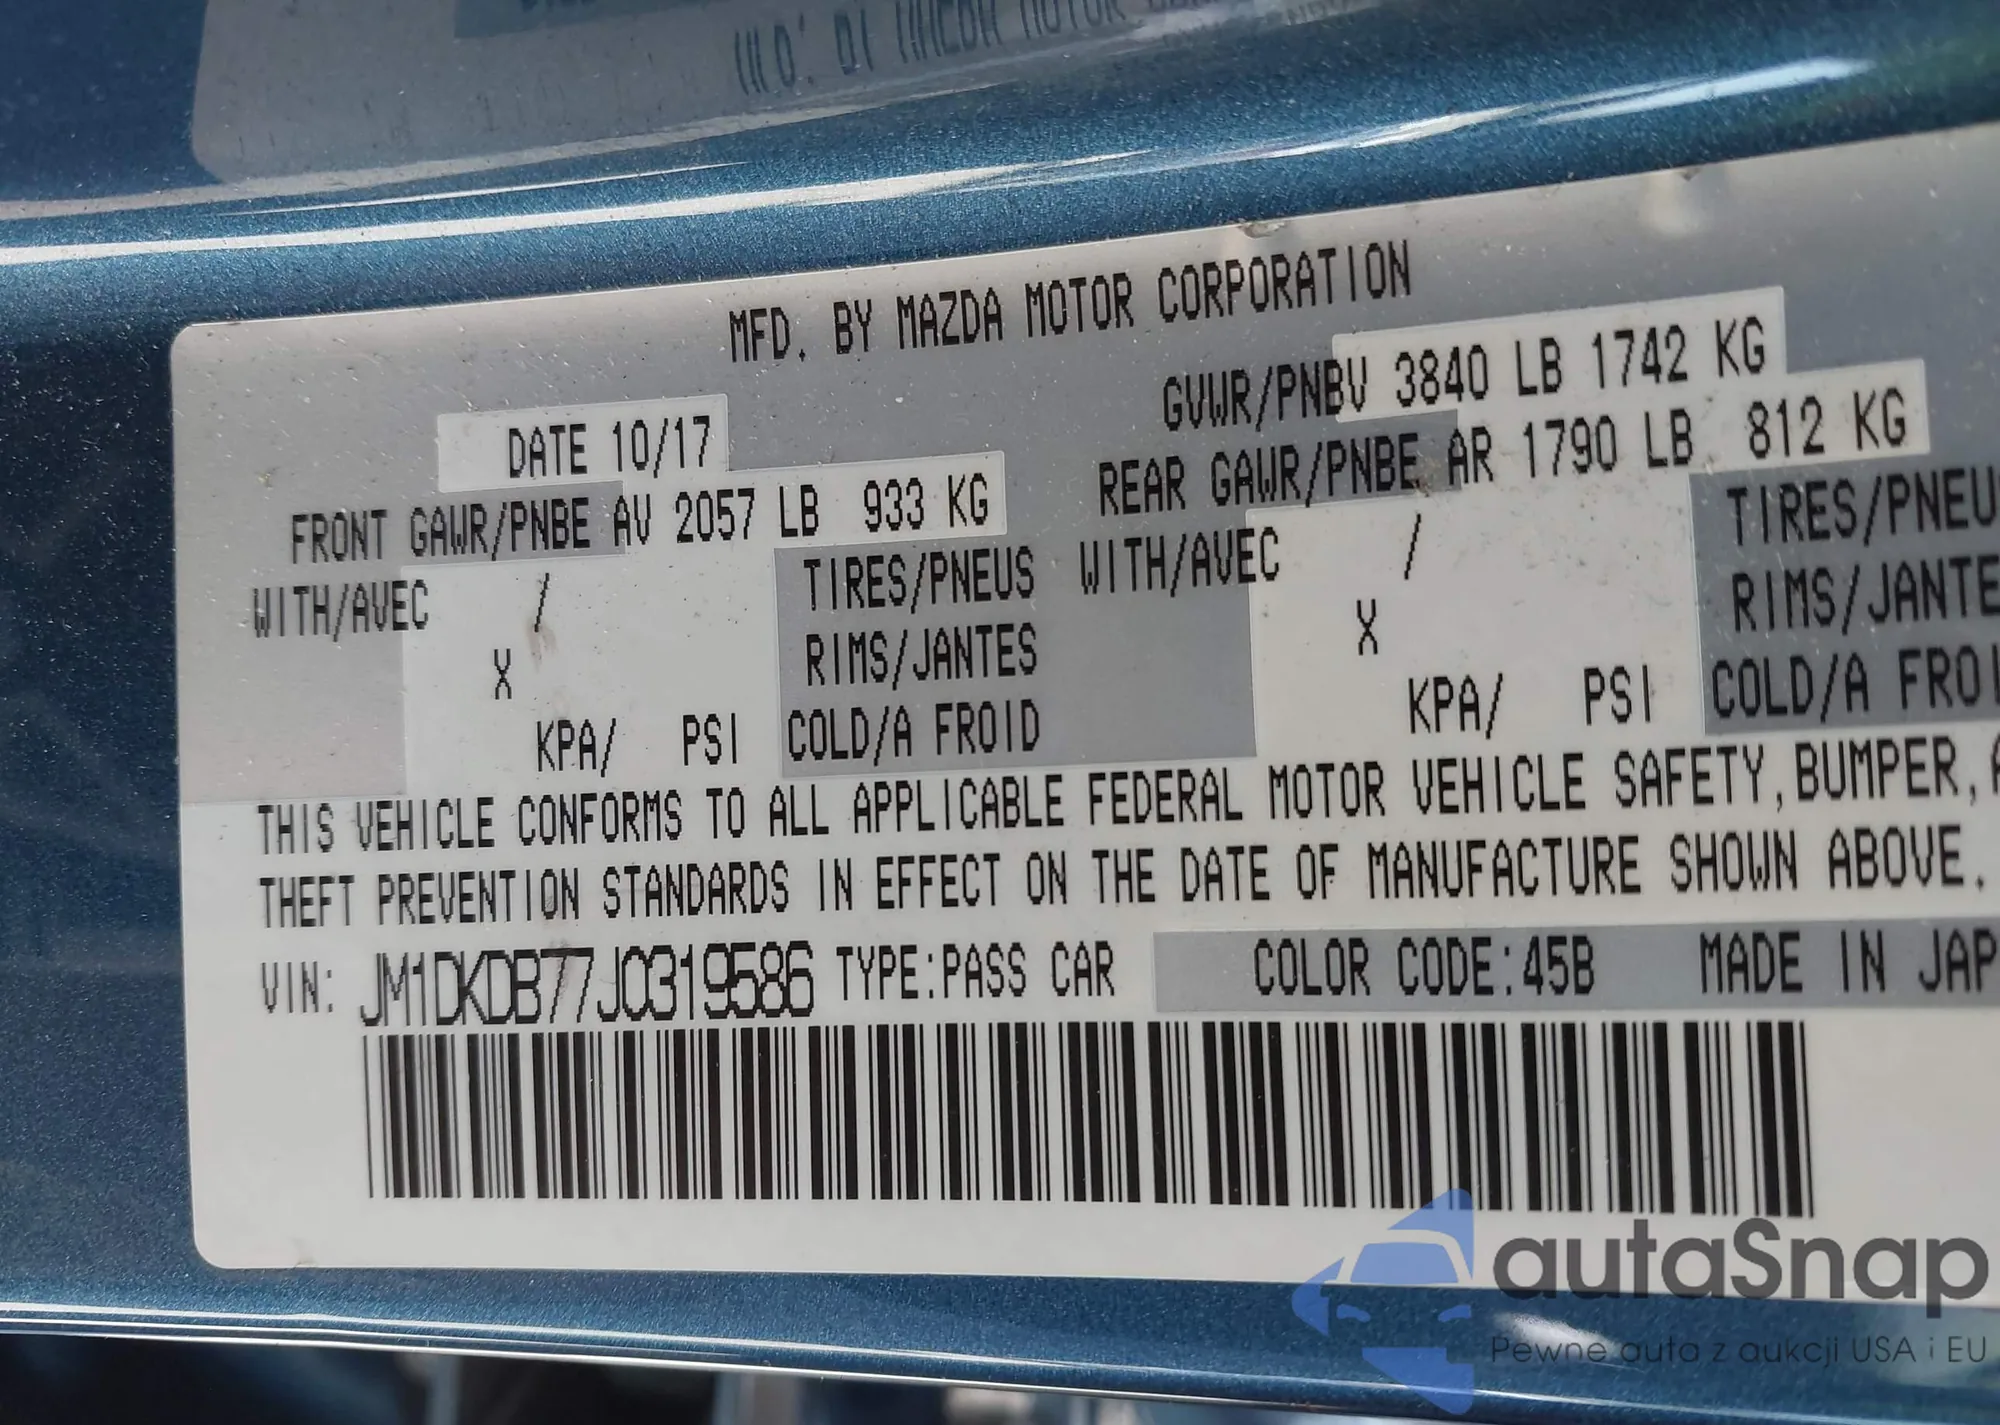 MFD. BY MAZDA MOTOR CORPORATION
DATE 10/17
GVWR/PNBV 3840 LB 1742 KG
FRONT GAWR/PNBE AV 2057 LB 933 KG
REAR GAWR/PNBE AR 1790 LB 812 KG
WITH/AVEC / TIRES/PNEUS WITH/AVEC / TIRES/PNEU
X RIMS/JANTES X RIMS/JANTE
KPA/ PSI COLD/A FROID KPA/ PSI COLD/A FROI
THIS VEHICLE CONFORMS TO ALL APPLICABLE FEDERAL MOTOR VEHICLE SAFETY,BUMPER,A
THEFT PREVENTION STANDARDS IN EFFECT ON THE DATE OF MANUFACTURE SHOWN ABOVE.
VIN: JM1DKDB77J0319586 TYPE:PASS CAR COLOR CODE:45B MADE IN JAP
autaSnap
Pewne auta z aukcji USA i EU